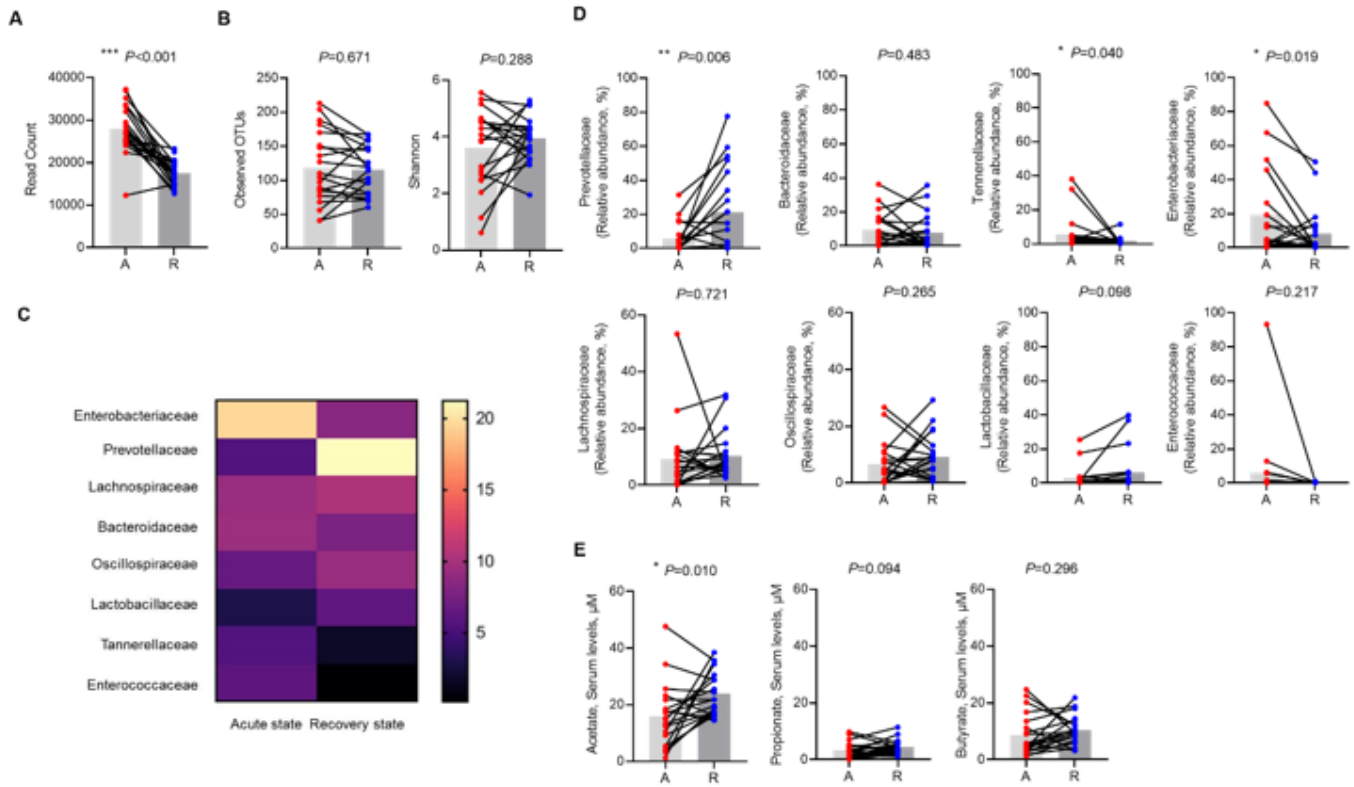 A
*** P<0.001
Read Count
40000
30000
20000
10000
0
A
R
B
P=0.671
Observed OTUs
250
200
150
100
50
0
A
R
P=0.288
Shannon
6
4
2
0
A
R
C
Enterobacteriaceae
Prevotellaceae
Lachnospiraceae
Bacteroidaceae
Oscillospiraceae
Lactobacillaceae
Tannerellaceae
Enterococcaceae
Acute state Recovery state
20
15
10
5
D
** P=0.006
Prevotellaceae
(Relative abundance, %)
100
80
60
40
20
0
A
R
P=0.483
Bacteroidaceae
(Relative abundance, %)
100
80
60
40
20
0
A
R
* P=0.040
Tennerellaceae
(Relative abundance, %)
100
80
60
40
20
0
A
R
* P=0.019
Enterobacteriaceae
(Relative abundance, %)
100
80
60
40
20
0
A
R
P=0.721
Lachnospiraceae
(Relative abundance, %)
60
40
20
0
A
R
P=0.265
Oscillospiraceae
(Relative abundance, %)
60
40
20
0
A
R
P=0.098
Lactobacillaceae
(Relative abundance, %)
100
80
60
40
20
0
A
R
P=0.217
Enterococcaceae
(Relative abundance, %)
100
80
60
40
20
0
A
R
E
* P=0.010
Acetate, Serum levels, µM
60
40
20
0
A
R
P=0.094
Propionate, Serum levels, µM
60
40
20
0
A
R
P=0.296
Butyrate, Serum levels, µM
60
40
20
0
A
R